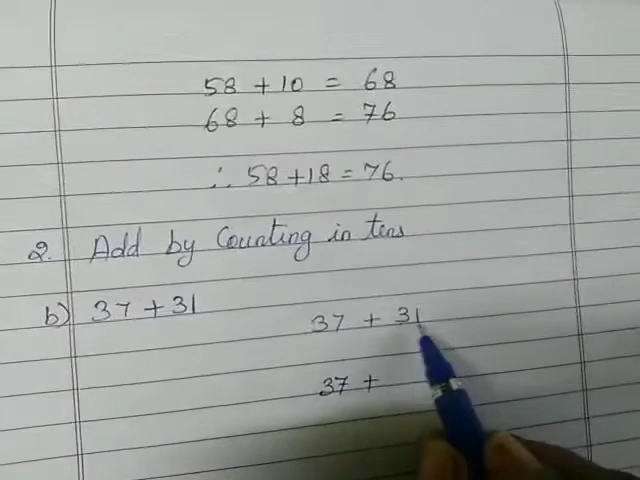 58 + 10 = 68
68 + 8 = 76
∴ 58 + 18 = 76.
2. Add by Counting in tens
b) 37 + 31
37 + 31
37 +